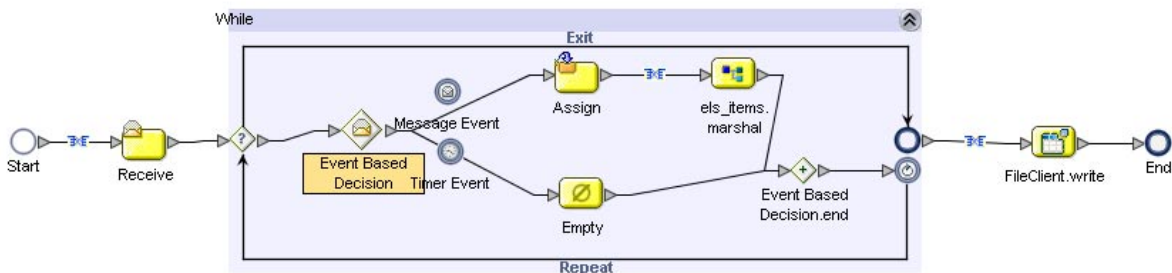 While
Exit
Message Event
Assign
els_items.
marshal
Start
Receive
?
Event Based
Decision
Timer Event
Empty
Event Based
Decision.end
FileClient.write
End
Repeat